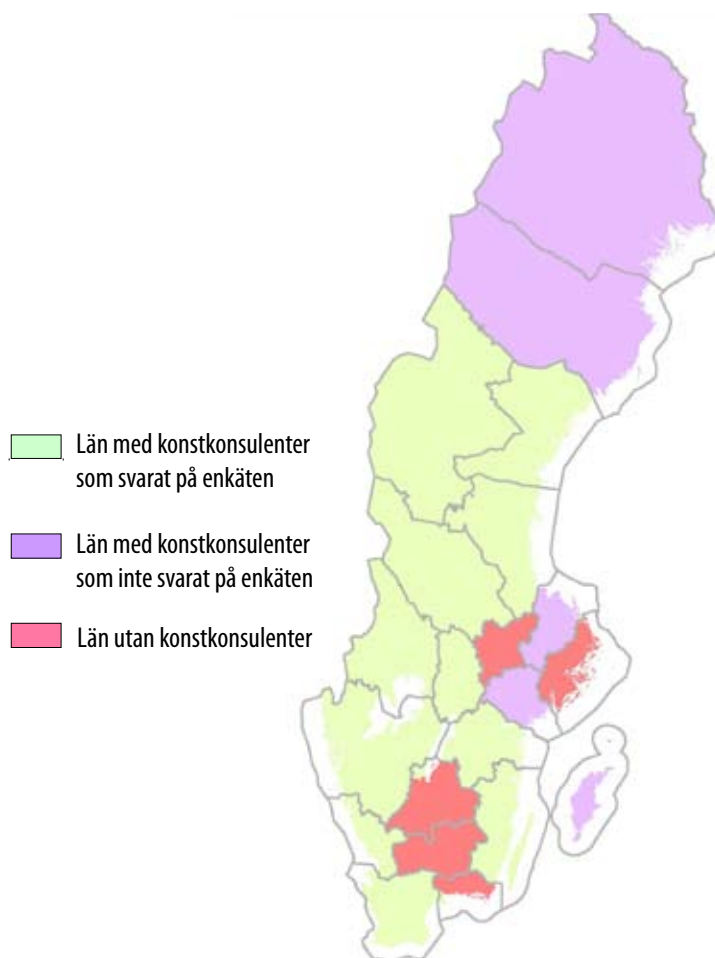 Län med konstkonsulenter
som svarat på enkäten
Län med konstkonsulenter
som inte svarat på enkäten
Län utan konstkonsulenter